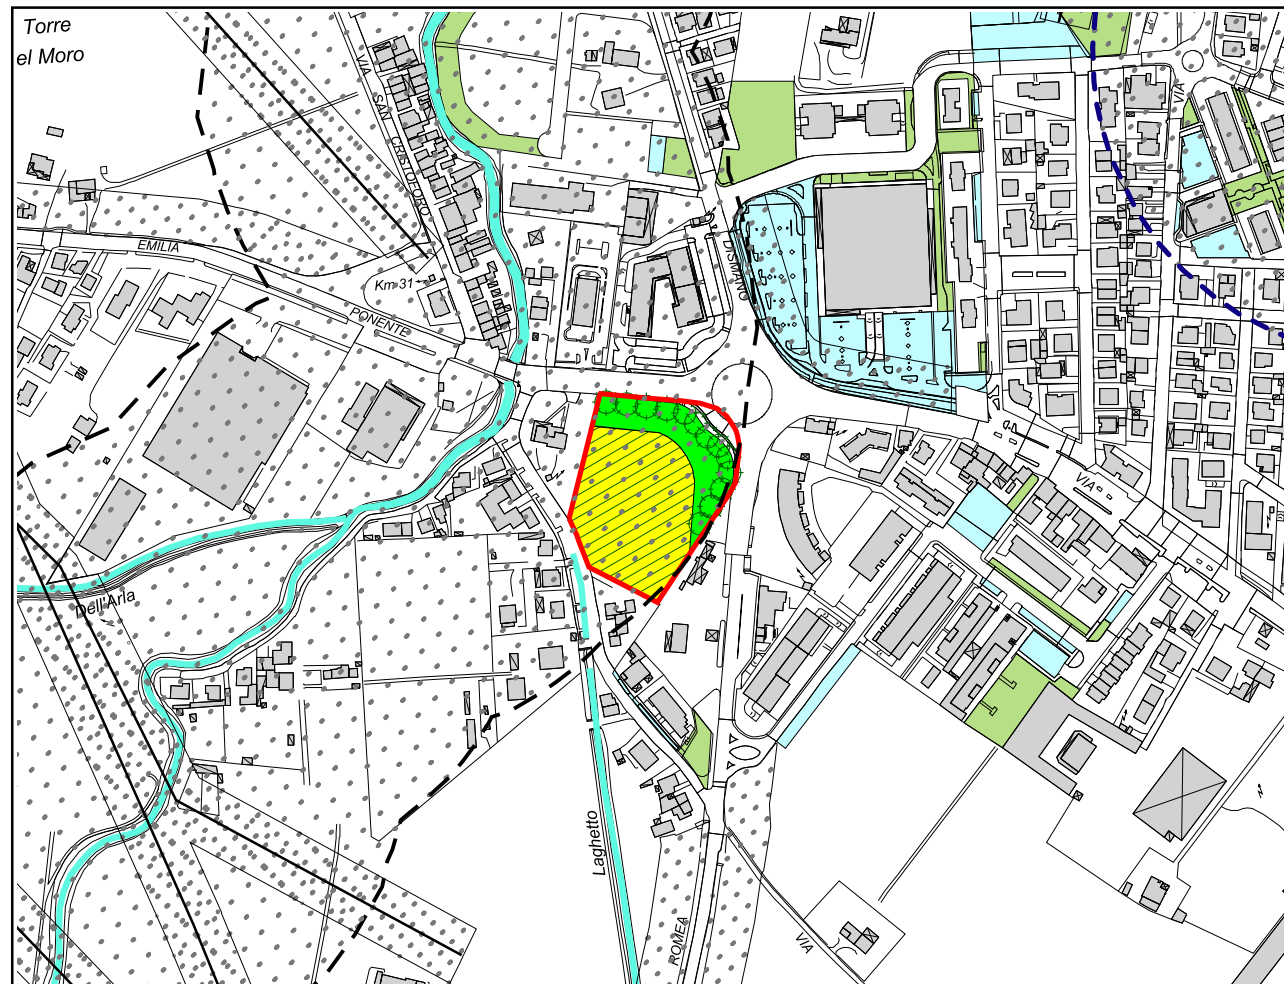 Torre
el Moro
VIA
SAN
CRISTOFORO
VIA
EMILIA
Km 31
PONENTE
DISMANO
VIA
Dell'Arla
Laghetto
ROMEA
VIA